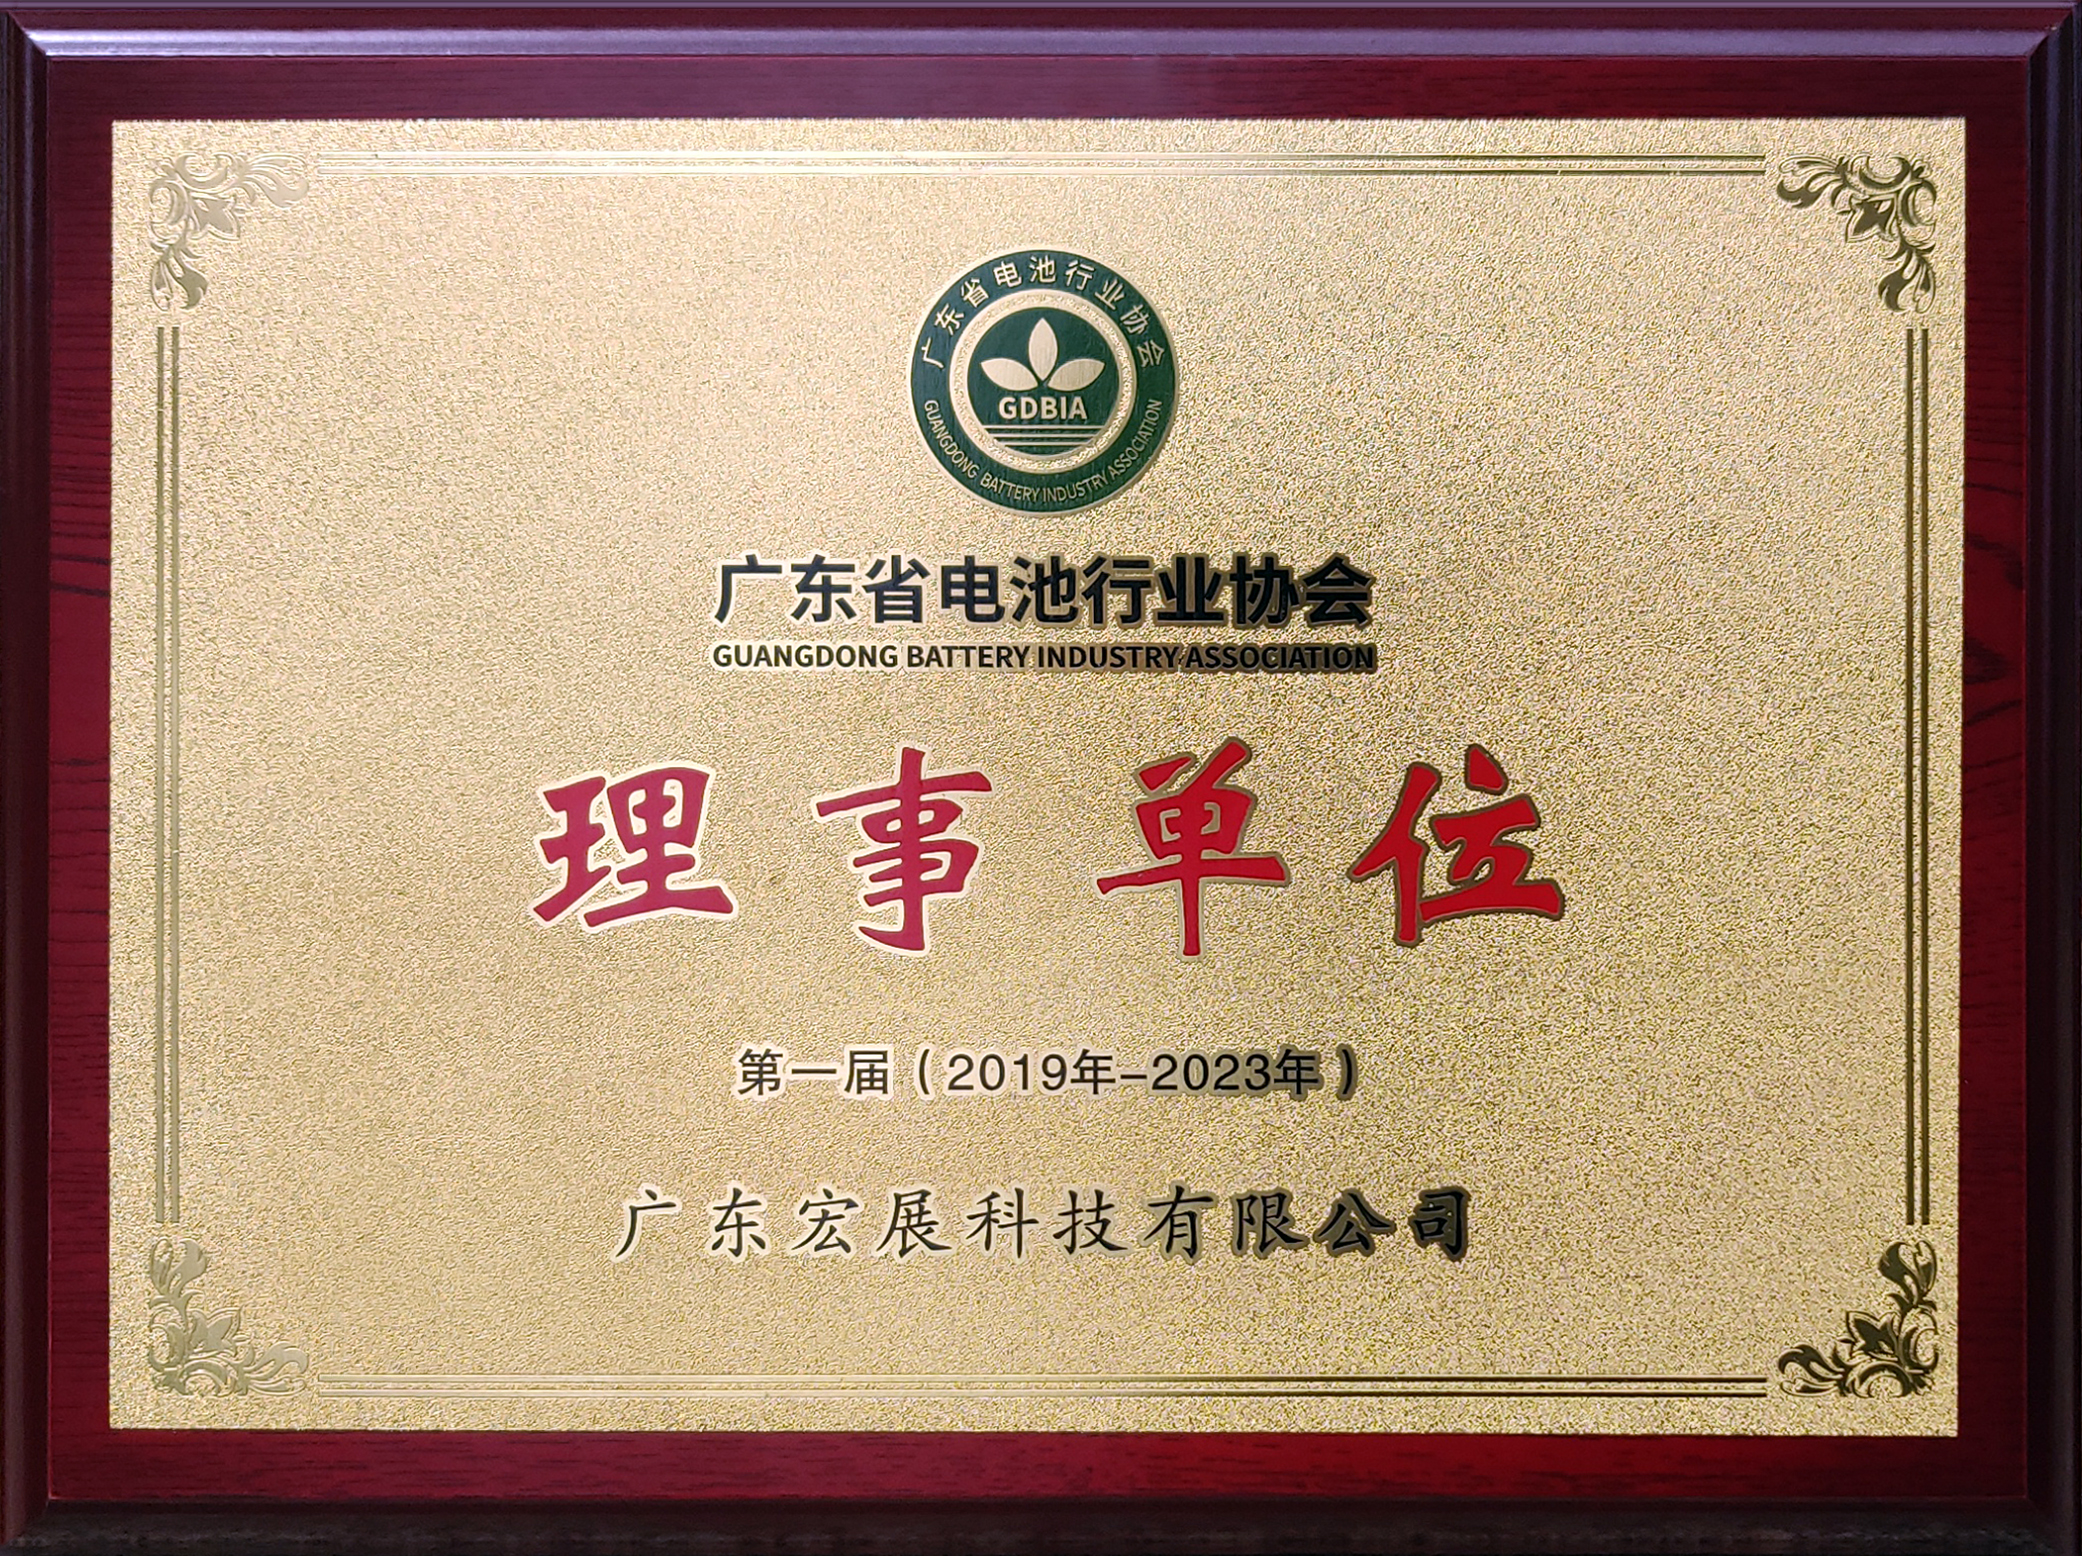 广东省电池行业协会
GDBIA
GUANGDONG BATTERY INDUSTRY ASSOCIATION
广东省电池行业协会
GUANGDONG BATTERY INDUSTRY ASSOCIATION
理事单位
第一届（2019年-2023年）
广东宏展科技有限公司